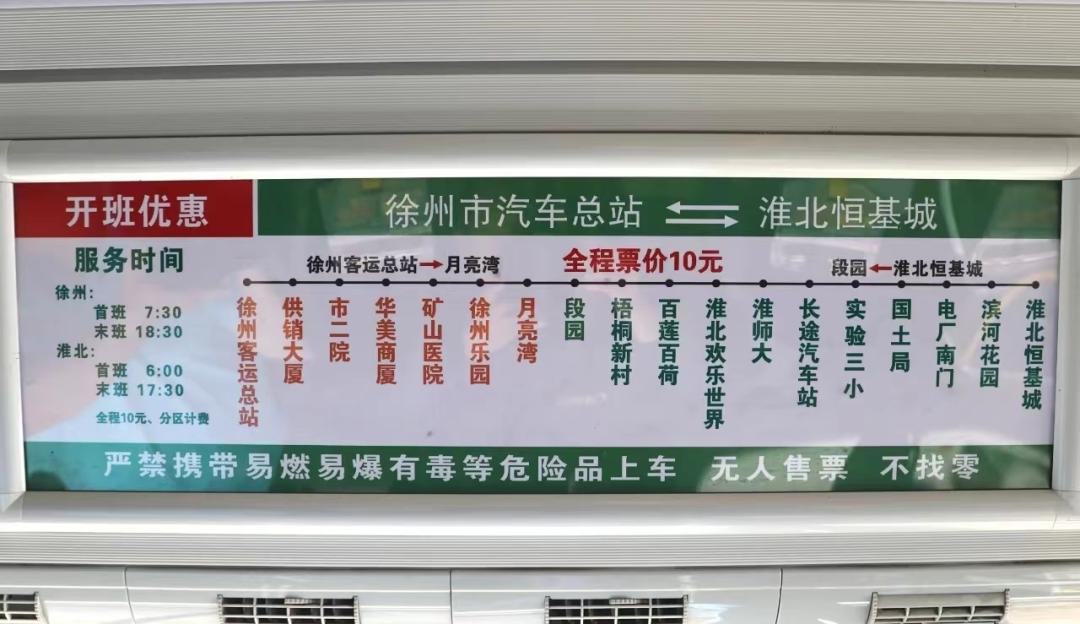 开班优惠
徐州市汽车总站 ⇌ 淮北恒基城
服务时间
徐州：
首班 7:30
末班 18:30
淮北：
首班 6:00
末班 17:30
全程10元、分区计费
徐州客运总站→月亮湾
全程票价10元
段园←淮北恒基城
徐州客运总站
供销大厦
市二院
华美商厦
矿山医院
徐州乐园
月亮湾
段园
梧桐新村
百莲百荷
淮北欢乐世界
淮师大
长途汽车站
实验三小
国土局
电厂南门
滨河花园
淮北恒基城
严禁携带易燃易爆有毒等危险品上车 无人售票 不找零